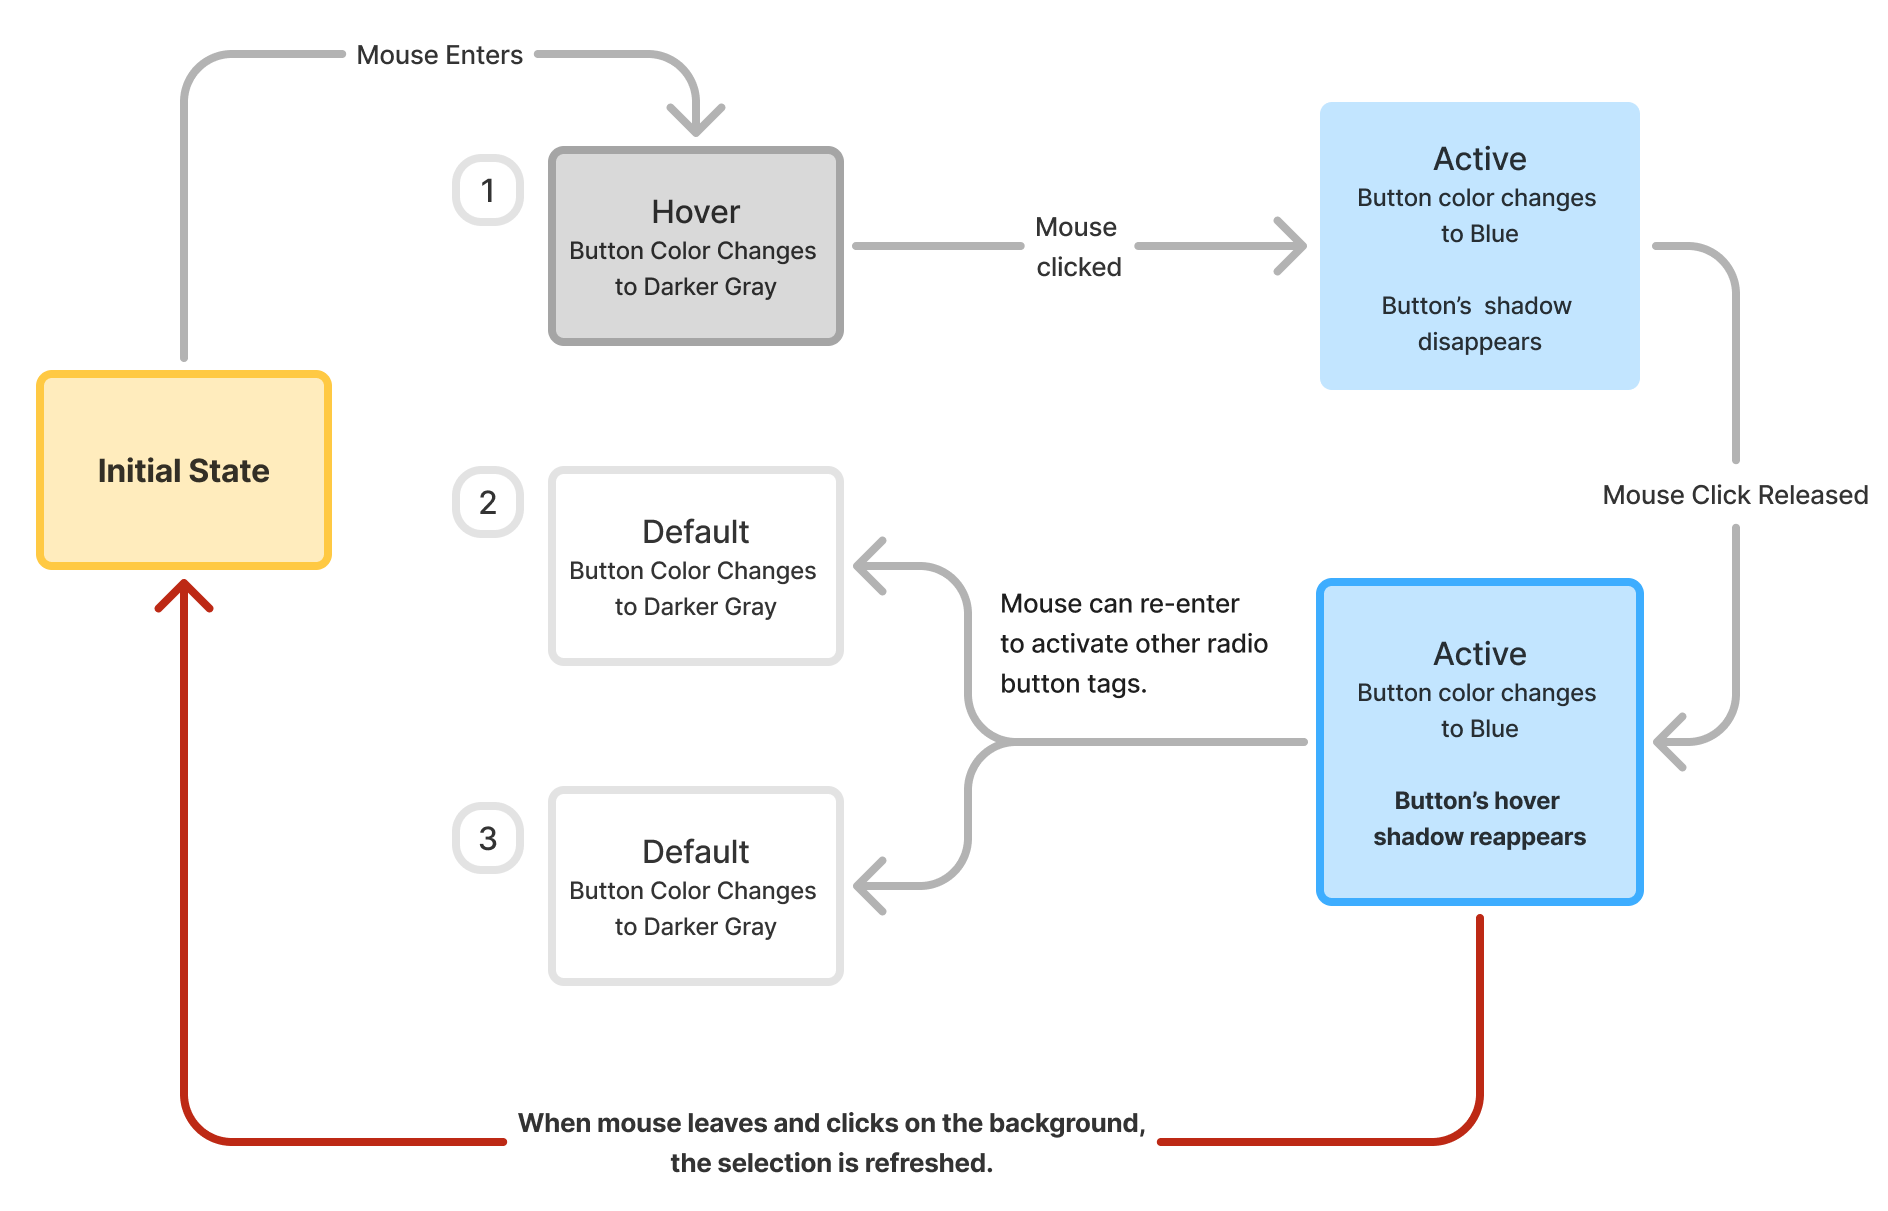 Mouse Enters
1
Hover
Button Color Changes
to Darker Gray
Mouse
clicked
Active
Button color changes
to Blue
Button’s  shadow
disappears
Initial State
Mouse Click Released
2
Default
Button Color Changes
to Darker Gray
Mouse can re-enter
to activate other radio
button tags.
Active
Button color changes
to Blue
Button’s hover
shadow reappears
3
Default
Button Color Changes
to Darker Gray
When mouse leaves and clicks on the background,
the selection is refreshed.